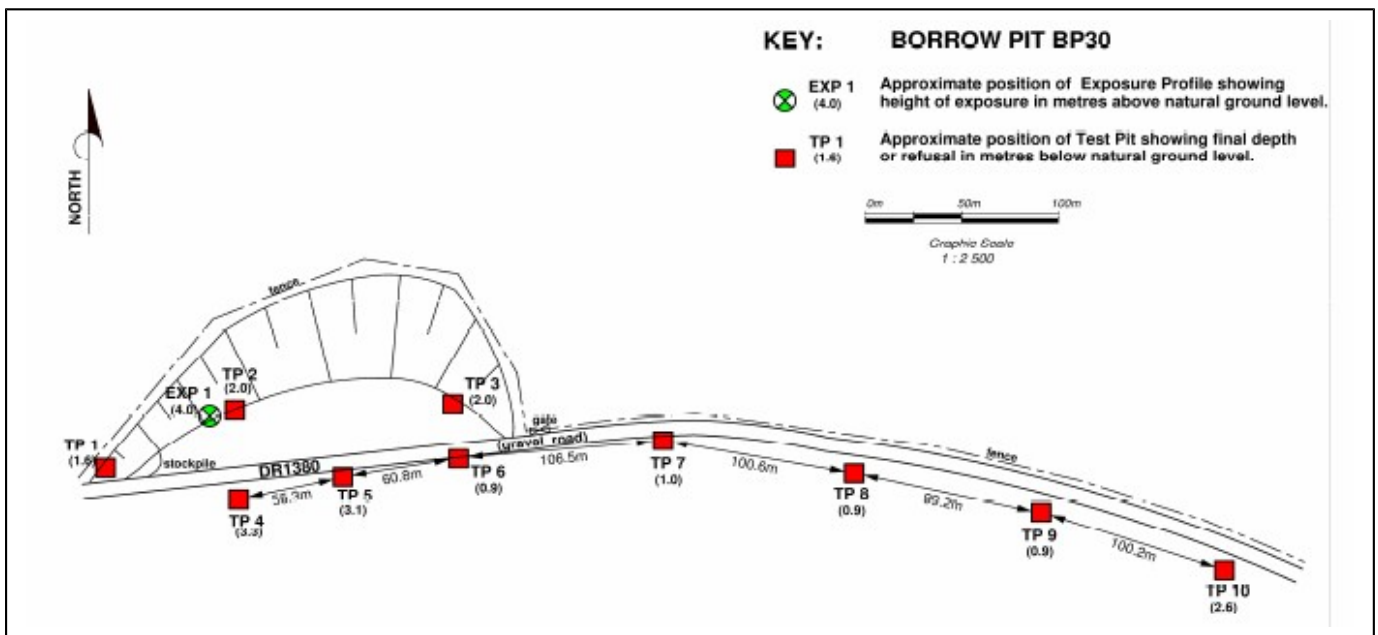 KEY: BORROW PIT BP30
EXP 1
(4.0)
Approximate position of Exposure Profile showing
height of exposure in metres above natural ground level.
TP 1
(1.6)
Approximate position of Test Pit showing final depth
or refusal in metres below natural ground level.
NORTH
0m 50m 100m
Graphic Scale
1 : 2 500
fence
TP 2
(2.0)
EXP 1
(4.0)
TP 3
(2.0)
TP 1
(1.6)
stockpile
gate
(gravel road)
DR1380
fence
TP 4
(3.3)
TP 5
(3.1)
60.8m
TP 6
(0.9)
106.5m
TP 7
(1.0)
100.6m
TP 8
(0.9)
TP 9
(0.9)
100.2m
TP 10
(2.6)